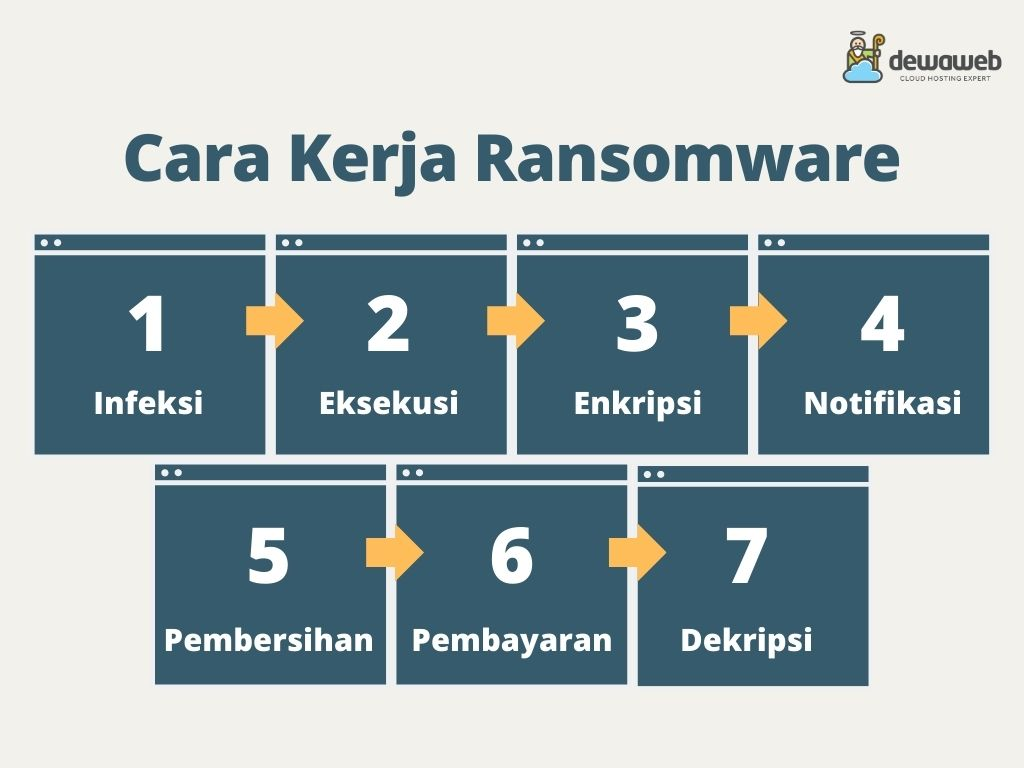 dewaweb
CLOUD HOSTING EXPERT
Cara Kerja Ransomware
1
Infeksi
2
Eksekusi
3
Enkripsi
4
Notifikasi
5
Pembersihan
6
Pembayaran
7
Dekripsi